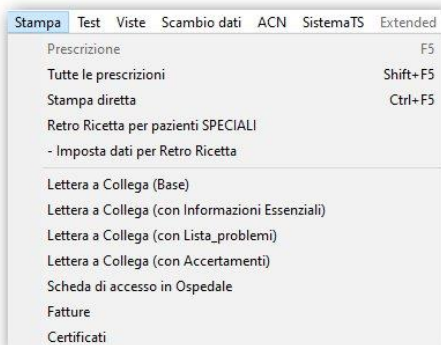 Stampa Test Viste Scambio dati ACN SistemaTS Extended
Prescrizione F5
Tutte le prescrizioni Shift+F5
Stampa diretta Ctrl+F5
Retro Ricetta per pazienti SPECIALI
- Imposta dati per Retro Ricetta
Lettera a Collega (Base)
Lettera a Collega (con Informazioni Essenziali)
Lettera a Collega (con Lista_problemi)
Lettera a Collega (con Accertamenti)
Scheda di accesso in Ospedale
Fatture
Certificati